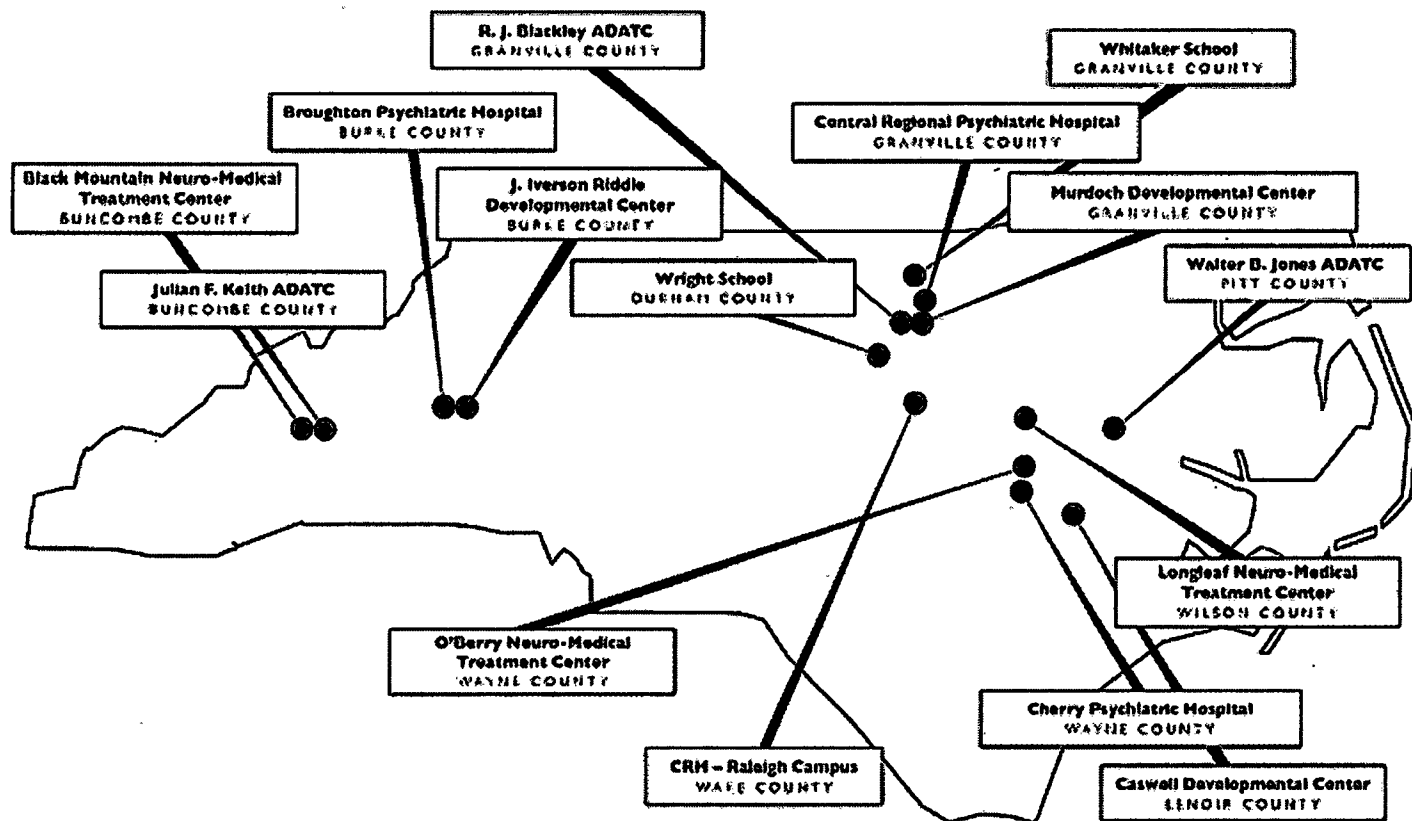 R. J. Blackley ADATC
GRANVILLE COUNTY
Whitaker School
GRANVILLE COUNTY
Broughton Psychiatric Hospital
BURKE COUNTY
Central Regional Psychiatric Hospital
GRANVILLE COUNTY
Black Mountain Neuro-Medical
Treatment Center
BUNCOMBE COUNTY
J. Iverson Riddle
Developmental Center
BURKE COUNTY
Murdoch Developmental Center
GRANVILLE COUNTY
Julian F. Keith ADATC
BUNCOMBE COUNTY
Wright School
DURHAM COUNTY
Walter B. Jones ADATC
PITT COUNTY
Longleaf Neuro-Medical
Treatment Center
WILSON COUNTY
O'Berry Neuro-Medical
Treatment Center
WAYNE COUNTY
Cherry Psychiatric Hospital
WAYNE COUNTY
CRH – Raleigh Campus
WAKE COUNTY
Caswell Developmental Center
LENOIR COUNTY